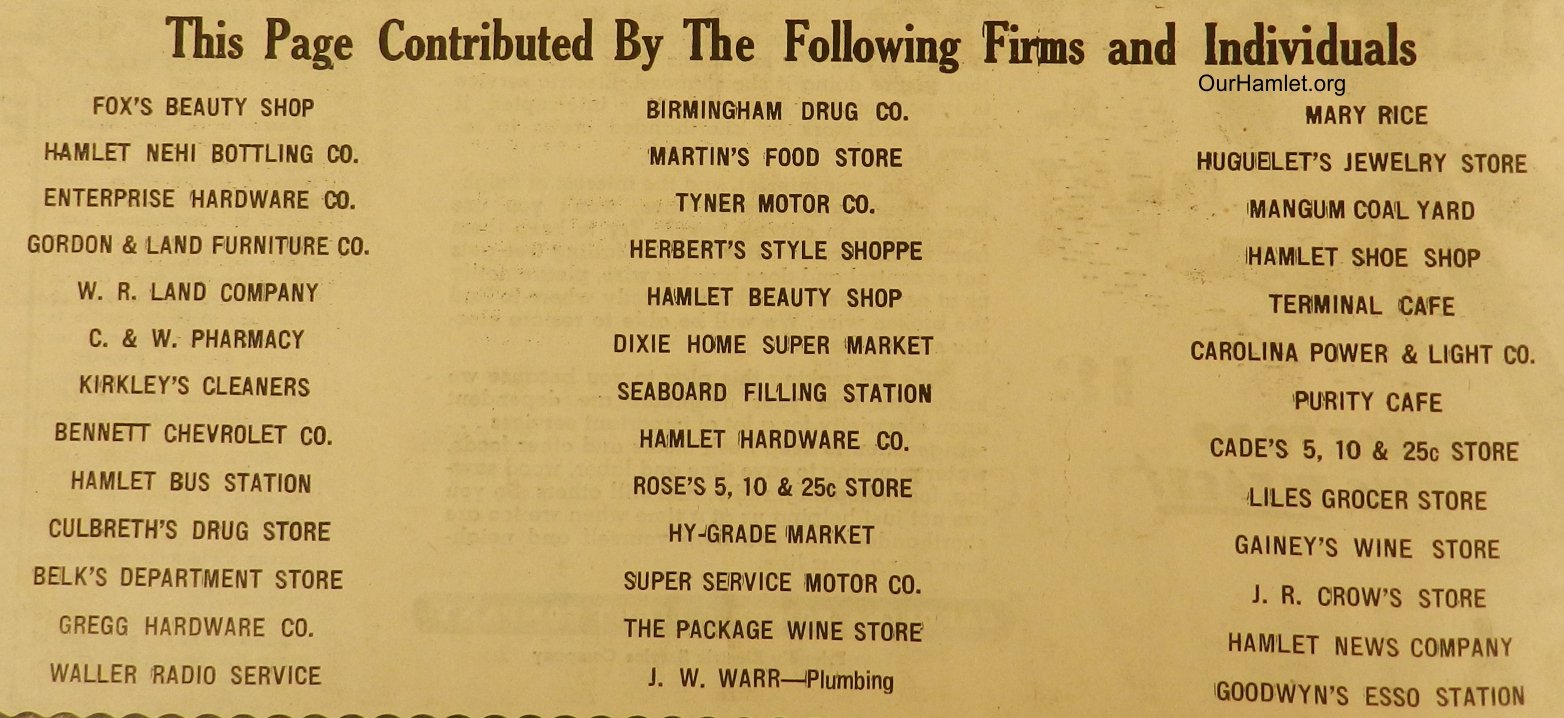 This Page Contributed By The Following Firms and Individuals
OurHamlet.org
FOX'S BEAUTY SHOP
HAMLET NEHI BOTTLING CO.
ENTERPRISE HARDWARE CO.
GORDON & LAND FURNITURE CO.
W. R. LAND COMPANY
C. & W. PHARMACY
KIRKLEY'S CLEANERS
BENNETT CHEVROLET CO.
HAMLET BUS STATION
CULBRETH'S DRUG STORE
BELK'S DEPARTMENT STORE
GREGG HARDWARE CO.
WALLER RADIO SERVICE
BIRMINGHAM DRUG CO.
MARTIN'S FOOD STORE
TYNER MOTOR CO.
HERBERT'S STYLE SHOPPE
HAMLET BEAUTY SHOP
DIXIE HOME SUPER MARKET
SEABOARD FILLING STATION
HAMLET HARDWARE CO.
ROSE'S 5, 10 & 25c STORE
HY-GRADE MARKET
SUPER SERVICE MOTOR CO.
THE PACKAGE WINE STORE
J. W. WARR—Plumbing
MARY RICE
HUGUELET'S JEWELRY STORE
MANGUM COAL YARD
HAMLET SHOE SHOP
TERMINAL CAFE
CAROLINA POWER & LIGHT CO.
PURITY CAFE
CADE'S 5, 10 & 25c STORE
LILES GROCER STORE
GAINEY'S WINE STORE
J. R. CROW'S STORE
HAMLET NEWS COMPANY
GOODWYN'S ESSO STATION